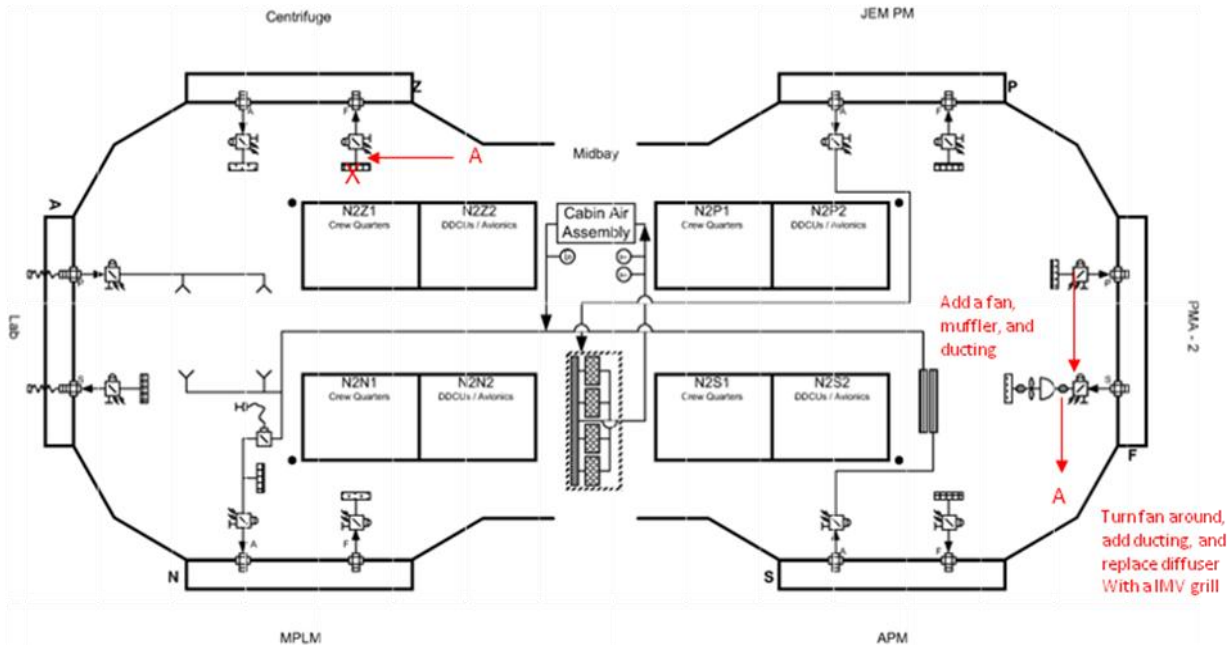 Centrifuge
JEM PM
Z
P
A
F
A
F
A
X
Midbay
A
N2Z1
Crew Quarters
N2Z2
DDCUs / Avionics
Cabin Air
Assembly
N2P1
Crew Quarters
N2P2
DDCUs / Avionics
P
P
Add a fan,
muffler, and
ducting
Lab
PMA - 2
S
S
N2N1
Crew Quarters
N2N2
DDCUs / Avionics
N2S1
Crew Quarters
N2S2
DDCUs / Avionics
F
A
Turn fan around,
add ducting, and
replace diffuser
With a IMV grill
A
F
A
F
N
S
MPLM
APM